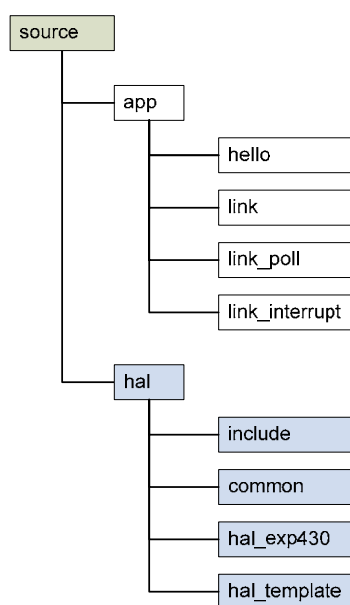 source
app
hello
link
link_poll
link_interrupt
hal
include
common
hal_exp430
hal_template